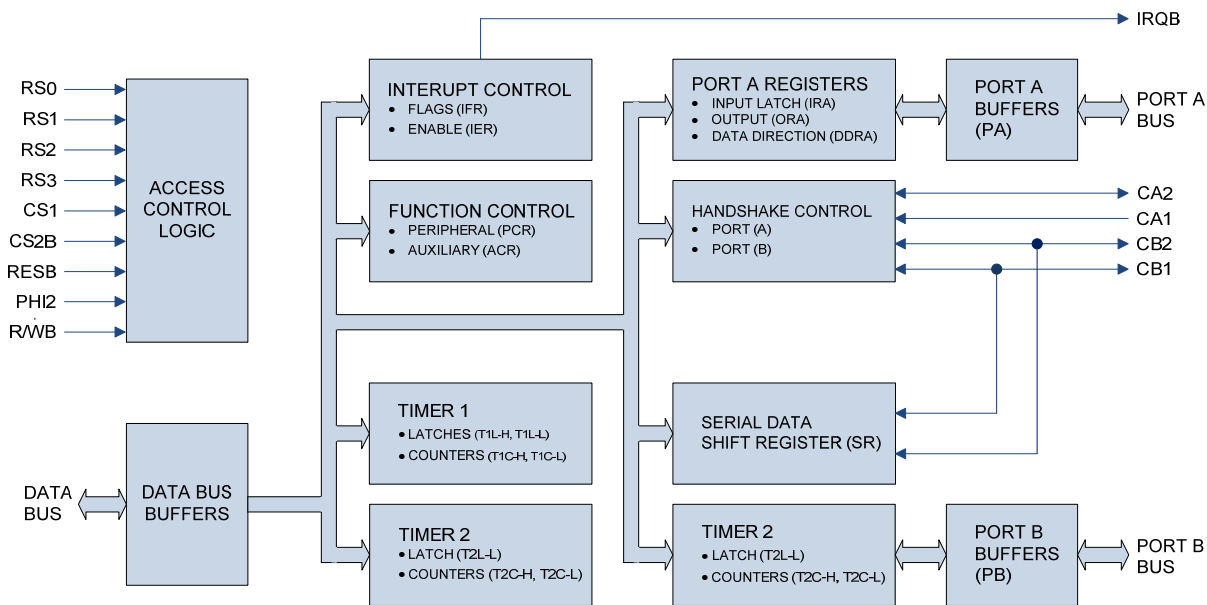 IRQB
RS0
RS1
RS2
RS3
CS1
CS2B
RESB
PHI2
R/WB
ACCESS
CONTROL
LOGIC
INTERUPT CONTROL
• FLAGS (IFR)
• ENABLE (IER)
FUNCTION CONTROL
• PERIPHERAL (PCR)
• AUXILIARY (ACR)
PORT A REGISTERS
• INPUT LATCH (IRA)
• OUTPUT (ORA)
• DATA DIRECTION (DDRA)
PORT A
BUFFERS
(PA)
PORT A
BUS
HANDSHAKE CONTROL
• PORT (A)
• PORT (B)
CA2
CA1
CB2
CB1
DATA
BUS
DATA BUS
BUFFERS
TIMER 1
• LATCHES (T1L-H, T1L-L)
• COUNTERS (T1C-H, T1C-L)
SERIAL DATA
SHIFT REGISTER (SR)
TIMER 2
• LATCH (T2L-L)
• COUNTERS (T2C-H, T2C-L)
TIMER 2
• LATCH (T2L-L)
• COUNTERS (T2C-H, T2C-L)
PORT B
BUFFERS
(PB)
PORT B
BUS